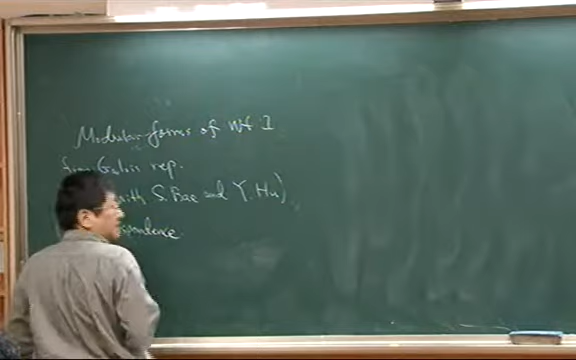 Modular forms of wt 1
from Galois rep.
with S. Bae and Y. Hu)